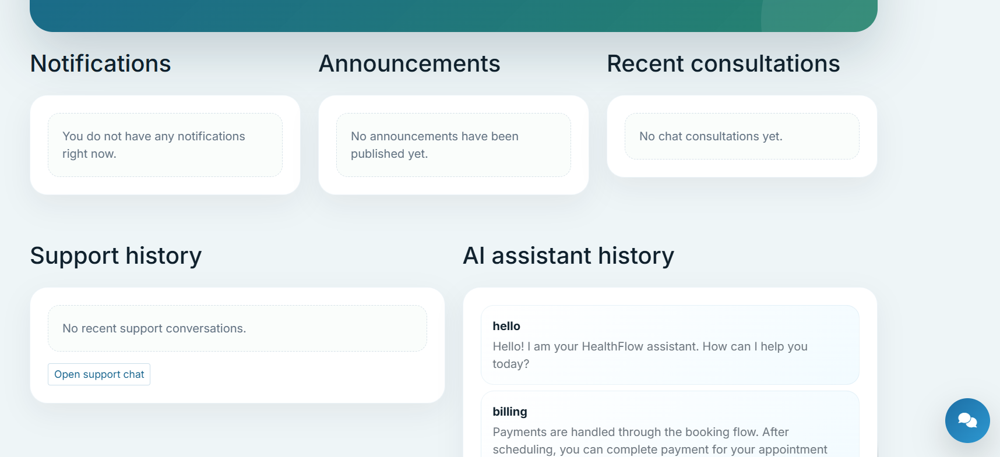 Notifications
Announcements
Recent consultations
You do not have any notifications
right now.
No announcements have been
published yet.
No chat consultations yet.
Support history
AI assistant history
No recent support conversations.
Open support chat
hello
Hello! I am your HealthFlow assistant. How can I help you
today?
billing
Payments are handled through the booking flow. After
scheduling, you can complete payment for your appointment